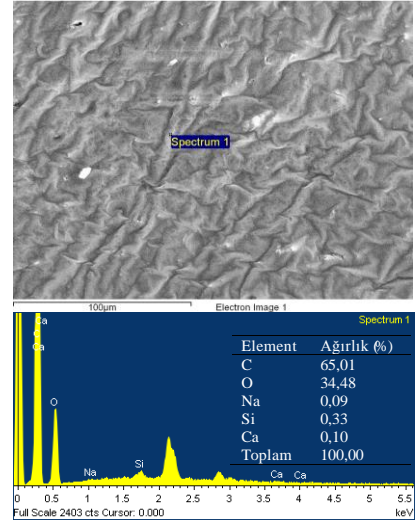 Spectrum 1
100µm Electron Image 1
Spectrum 1
Ca
C
Ca
O
Na
Si
Ca Ca
Element Ağırlık (%)
C 65,01
O 34,48
Na 0,09
Si 0,33
Ca 0,10
Toplam 100,00
0 0.5 1 1.5 2 2.5 3 3.5 4 4.5 5 5.5
Full Scale 2403 cts Cursor: 0.000 keV